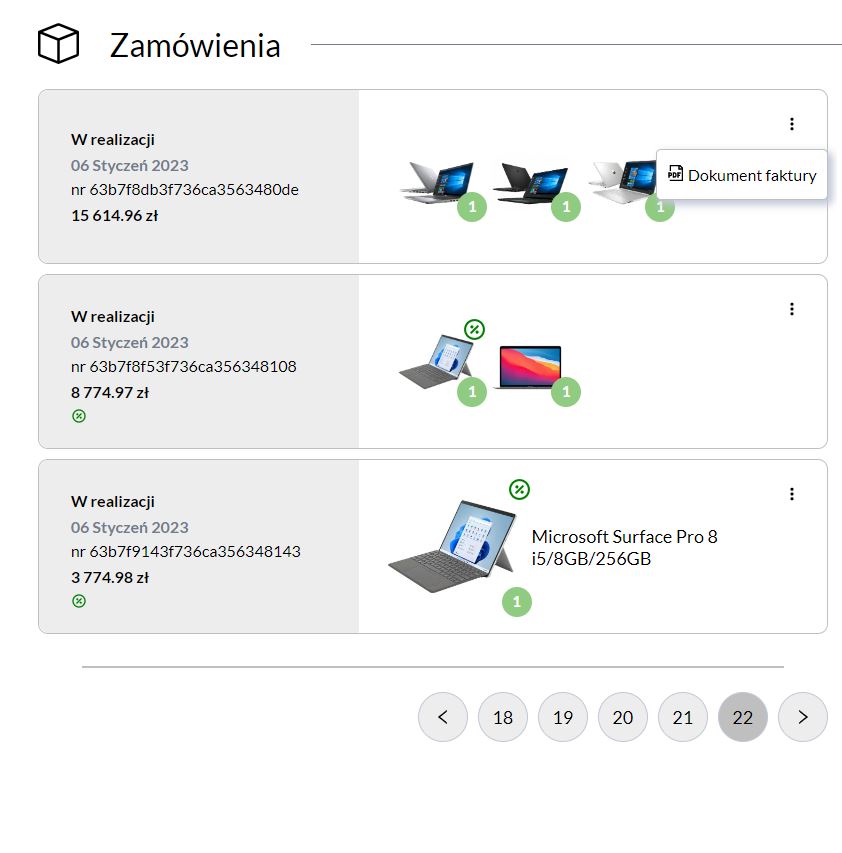 Zamówienia
W realizacji
06 Styczeń 2023
nr 63b7f8db3f736ca3563480de
15 614.96 zł
1
1
1
PDF Dokument faktury
W realizacji
06 Styczeń 2023
nr 63b7f8f53f736ca356348108
8 774.97 zł
1
1
W realizacji
06 Styczeń 2023
nr 63b7f9143f736ca356348143
3 774.98 zł
Microsoft Surface Pro 8
i5/8GB/256GB
1
18 19 20 21 22